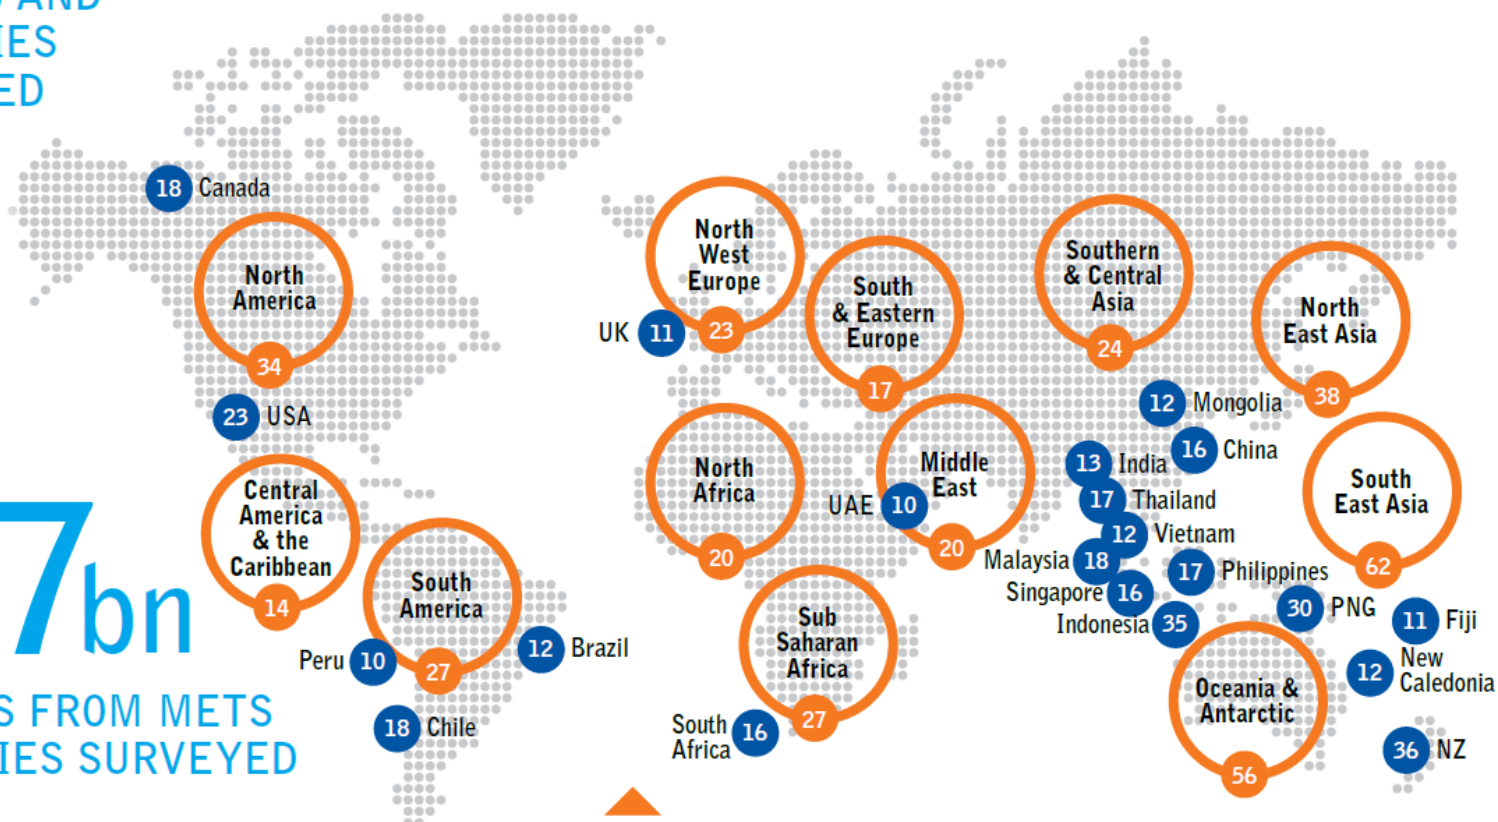 AND
IES
ED
18 Canada
North
America
34
23 USA
Central
America
& the
Caribbean
14
South
America
27
Peru 10
12 Brazil
18 Chile
7bn
S FROM METS
IES SURVEYED
North
West
Europe
23
UK 11
South
& Eastern
Europe
17
North
Africa
20
Middle
East
20
UAE 10
Sub
Saharan
Africa
27
South
Africa 16
Southern
& Central
Asia
24
North
East Asia
38
12 Mongolia
16 China
13 India
17 Thailand
12 Vietnam
Malaysia 18
17 Philippines
Singapore 16
Indonesia 35
South
East Asia
62
30 PNG
11 Fiji
12 New
Caledonia
Oceania &
Antarctic
56
36 NZ